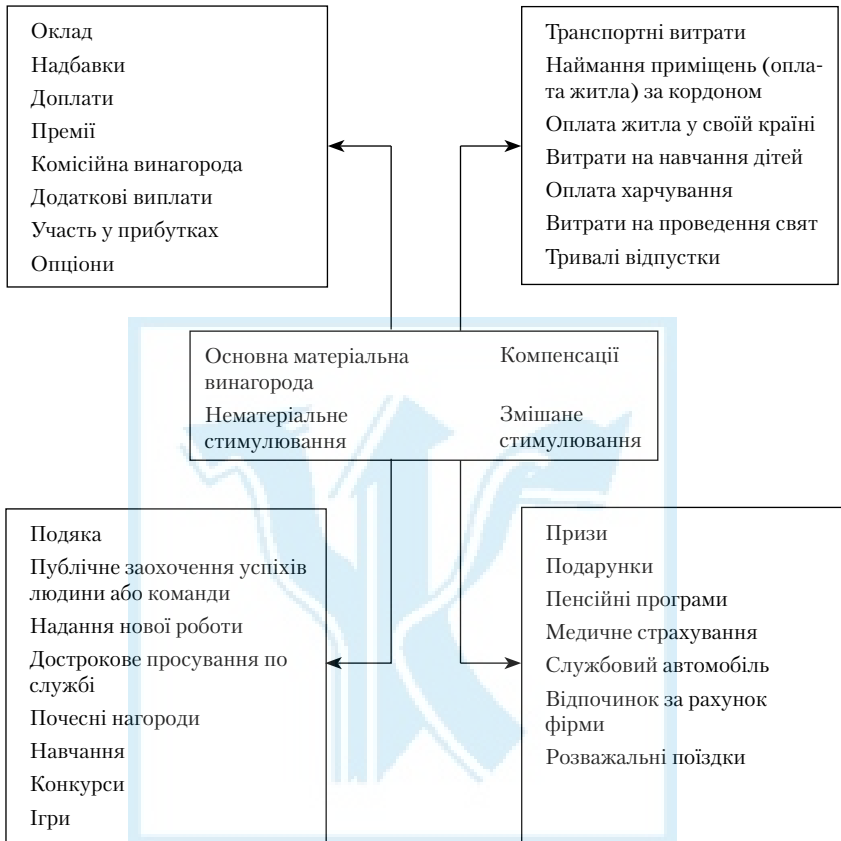 Оклад
Надбавки
Доплати
Премії
Комісійна винагорода
Додаткові виплати
Участь у прибутках
Опціони
Транспортні витрати
Наймання приміщень (опла-
та житла) за кордоном
Оплата житла у своїй країні
Витрати на навчання дітей
Оплата харчування
Витрати на проведення свят
Тривалі відпустки
Основна матеріальна
винагорода
Компенсації
Нематеріальне
стимулювання
Змішане
стимулювання
Подяка
Публічне заохочення успіхів
людини або команди
Надання нової роботи
Дострокове просування по
службі
Почесні нагороди
Навчання
Конкурси
Ігри
Призи
Подарунки
Пенсійні програми
Медичне страхування
Службовий автомобіль
Відпочинок за рахунок
фірми
Розважальні поїздки